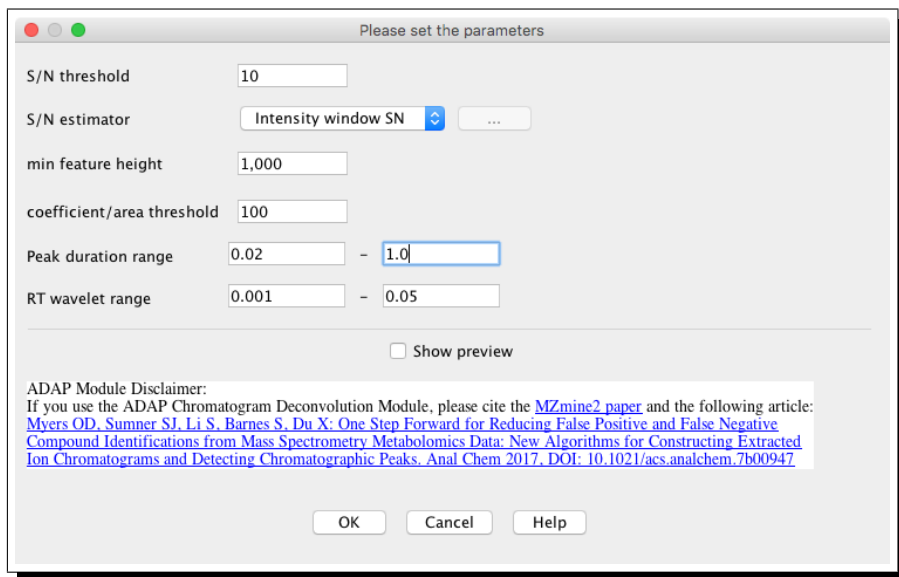 Please set the parameters
S/N threshold 10
S/N estimator Intensity window SN ...
min feature height 1,000
coefficient/area threshold 100
Peak duration range 0.02 - 1.0
RT wavelet range 0.001 - 0.05
Show preview
ADAP Module Disclaimer:
If you use the ADAP Chromatogram Deconvolution Module, please cite the MZmine2 paper and the following article:
Myers OD, Sumner SJ, Li S, Barnes S, Du X: One Step Forward for Reducing False Positive and False Negative
Compound Identifications from Mass Spectrometry Metabolomics Data: New Algorithms for Constructing Extracted
Ion Chromatograms and Detecting Chromatographic Peaks. Anal Chem 2017, DOI: 10.1021/acs.analchem.7b00947
OK Cancel Help